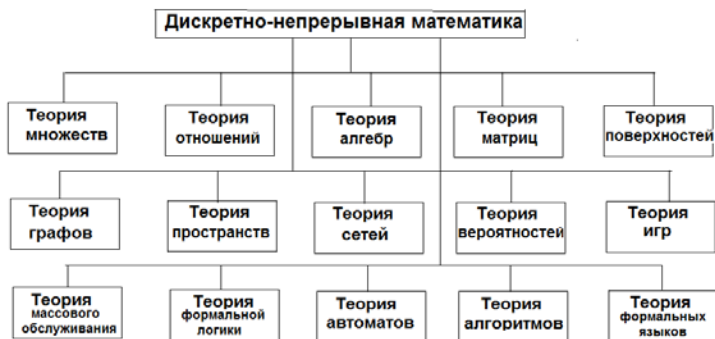 Дискретно-непрерывная математика
Теория
множеств
Теория
отношений
Теория
алгебр
Теория
матриц
Теория
поверхностей
Теория
графов
Теория
пространств
Теория
сетей
Теория
вероятностей
Теория
игр
Теория
массового
обслуживания
Теория
формальной
логики
Теория
автоматов
Теория
алгоритмов
Теория
формальных
языков